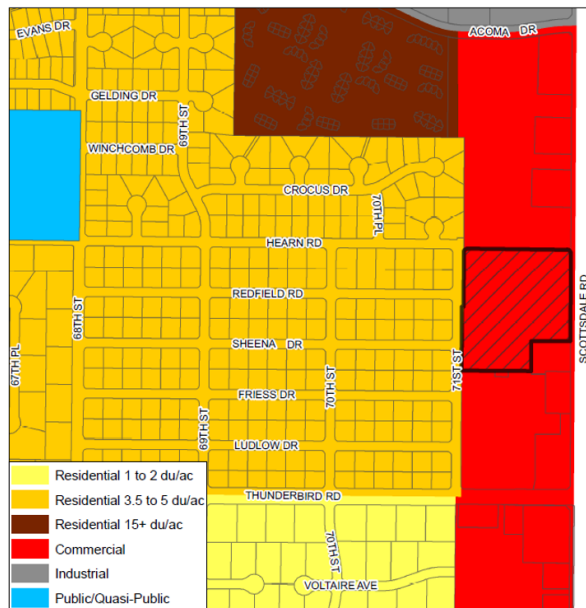 EVANS DR
ACOMA DR
GELDING DR
69TH ST
WINCHCOMB DR
CROCUS DR
70TH PL
HEARN RD
REDFIELD RD
SCOTTSDALE RD
68TH ST
SHEENA DR
67TH PL
70TH ST
71ST ST
FRIESS DR
69TH ST
LUDLOW DR
THUNDERBIRD RD
70TH ST
VOLTAIRE AVE
Residential 1 to 2 du/ac
Residential 3.5 to 5 du/ac
Residential 15+ du/ac
Commercial
Industrial
Public/Quasi-Public